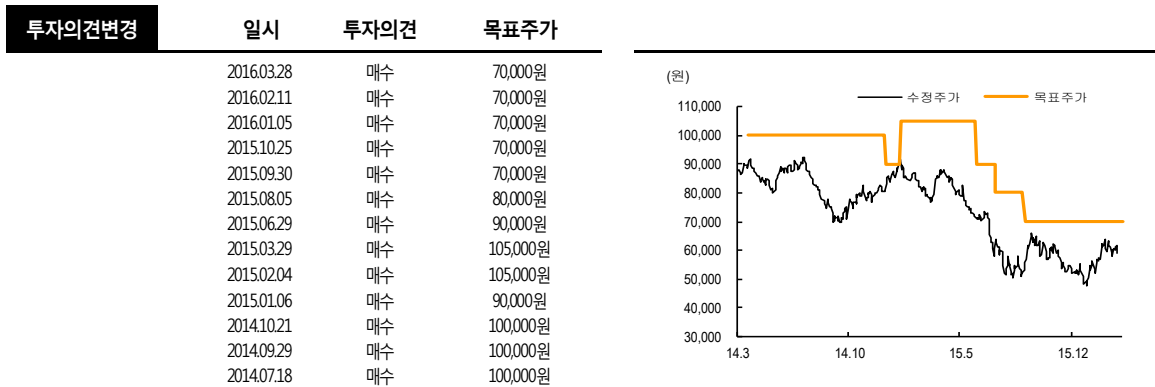 투자의견변경 일시 투자의견 목표주가
2016.03.28 매수 70,000원
2016.02.11 매수 70,000원
2016.01.05 매수 70,000원
2015.10.25 매수 70,000원
2015.09.30 매수 70,000원
2015.08.05 매수 80,000원
2015.06.29 매수 90,000원
2015.03.29 매수 105,000원
2015.02.04 매수 105,000원
2015.01.06 매수 90,000원
2014.10.21 매수 100,000원
2014.09.29 매수 100,000원
2014.07.18 매수 100,000원
(원)
수정주가 목표주가
110,000
100,000
90,000
80,000
70,000
60,000
50,000
40,000
30,000
14.3 14.10 15.5 15.12